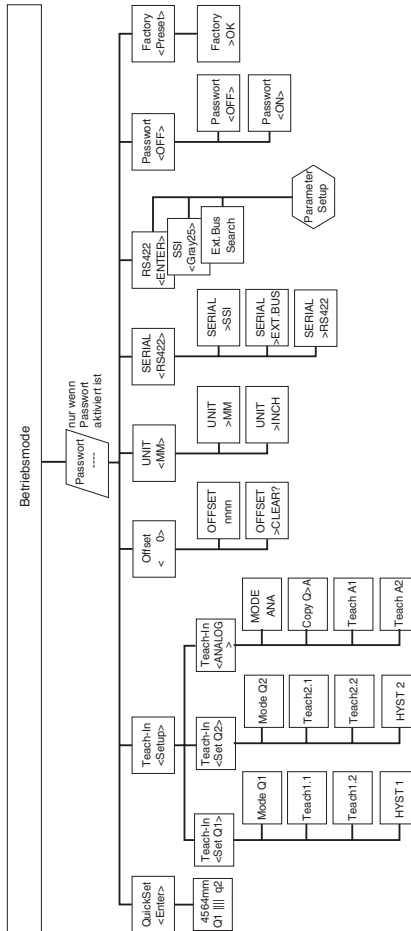 Betriebsmode
Passwort
----
nur wenn
Passwort
aktiviert ist
QuickSet
<Enter>
4564mm
Q1 |||| q2
Teach-In
<Setup>
Teach-In
<Set Q1>
Mode Q1
Teach1.1
Teach1.2
HYST 1
Teach-In
<Set Q2>
Mode Q2
Teach2.1
Teach2.2
HYST 2
Teach-In
<ANALOG
>
MODE
ANA
Copy Q>A
Teach A1
Teach A2
Offset
< 0>
OFFSET
nnnn
OFFSET
>CLEAR?
UNIT
<MM>
UNIT
>MM
UNIT
>INCH
SERIAL
<RS422>
SERIAL
>SSI
SERIAL
>EXT.BUS
SERIAL
>RS422
RS422
<ENTER>
SSI
<Gray25>
Ext.Bus
Search
Parameter
Setup
Passwort
<OFF>
Passwort
<OFF>
Passwort
<ON>
Factory
<Preset>
Factory
>OK